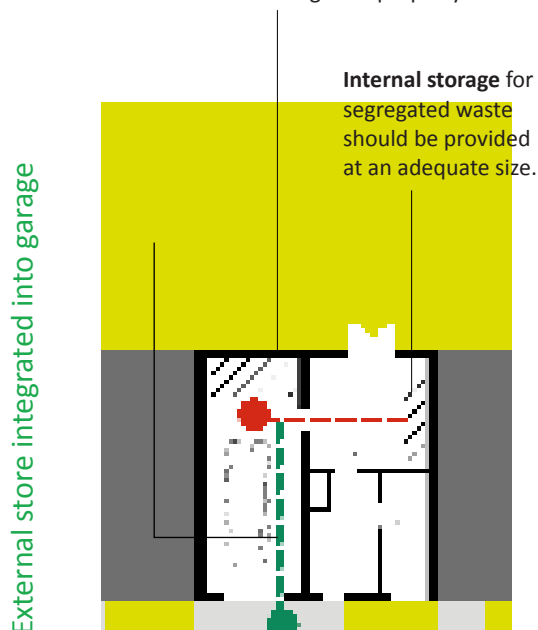 Internal storage for
segregated waste
should be provided
at an adequate size.
External store integrated into garage